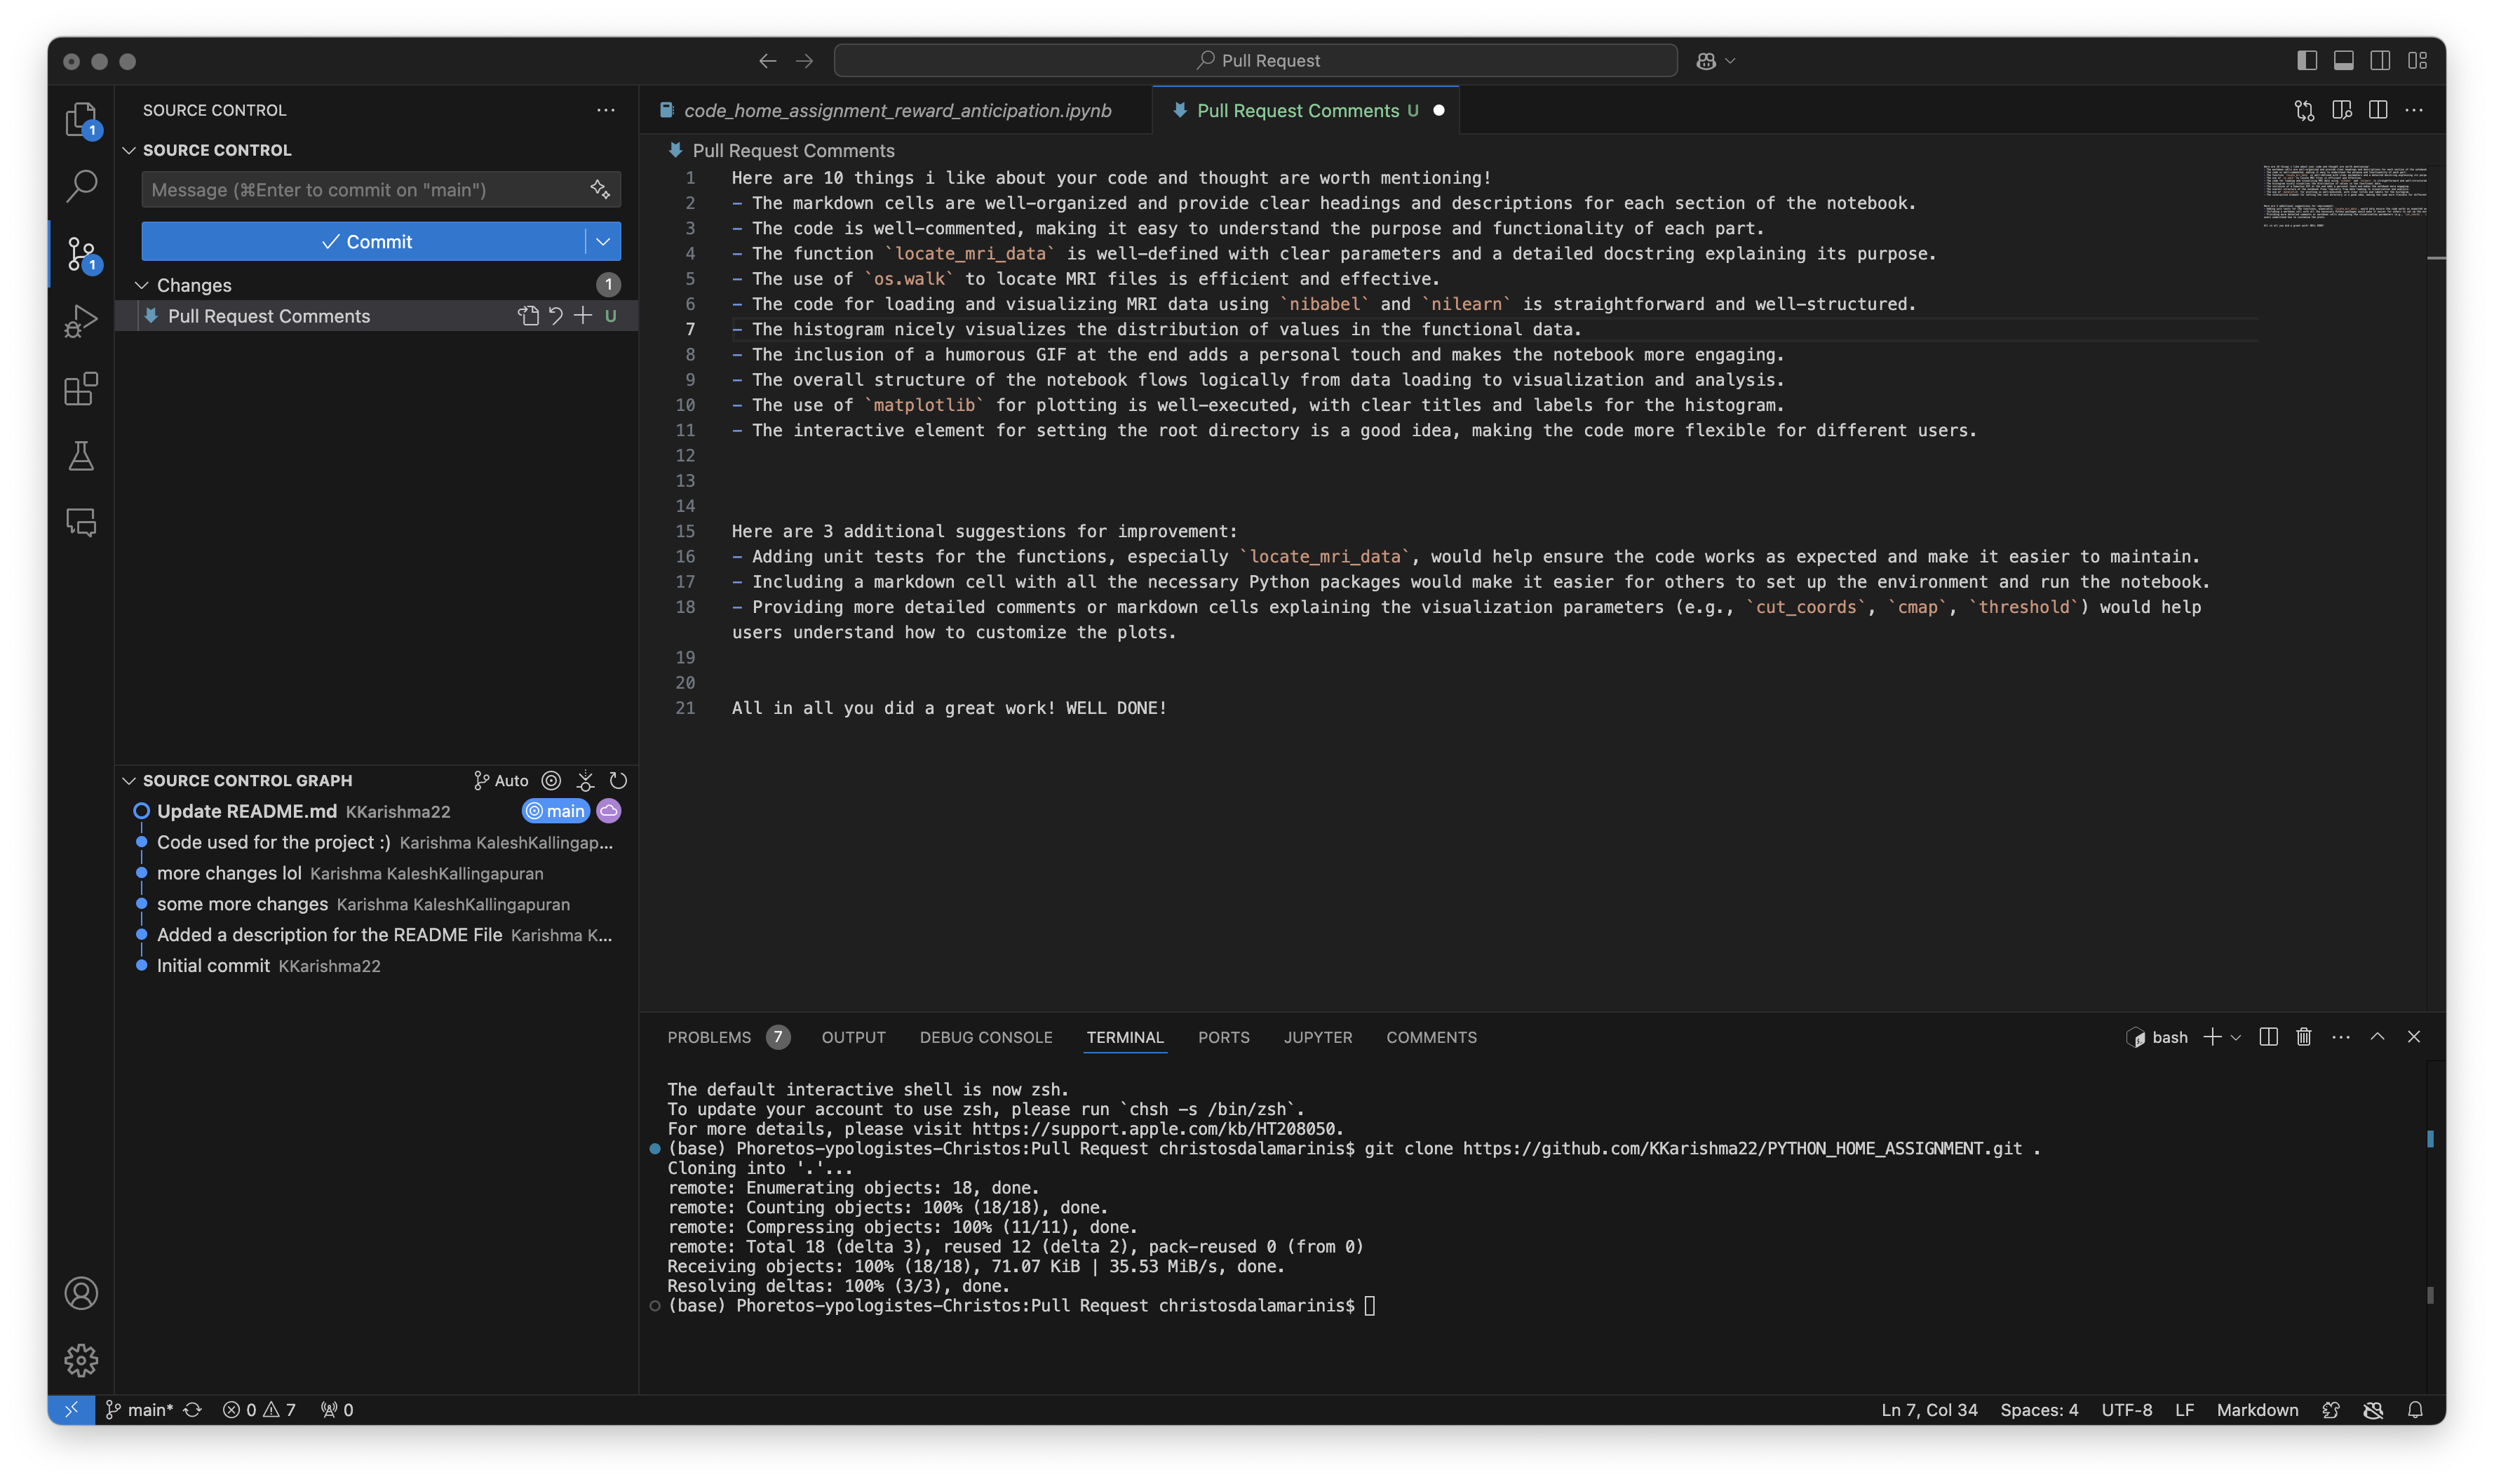 Pull Request
SOURCE CONTROL
SOURCE CONTROL
Message (⌘Enter to commit on "main")
Commit
Changes 1
Pull Request Comments U
1
1
code_home_assignment_reward_anticipation.ipynb
Pull Request Comments U
Pull Request Comments
1 Here are 10 things i like about your code and thought are worth mentioning!
2 - The markdown cells are well-organized and provide clear headings and descriptions for each section of the notebook.
3 - The code is well-commented, making it easy to understand the purpose and functionality of each part.
4 - The function `locate_mri_data` is well-defined with clear parameters and a detailed docstring explaining its purpose.
5 - The use of `os.walk` to locate MRI files is efficient and effective.
6 - The code for loading and visualizing MRI data using `nibabel` and `nilearn` is straightforward and well-structured.
7 - The histogram nicely visualizes the distribution of values in the functional data.
8 - The inclusion of a humorous GIF at the end adds a personal touch and makes the notebook more engaging.
9 - The overall structure of the notebook flows logically from data loading to visualization and analysis.
10 - The use of `matplotlib` for plotting is well-executed, with clear titles and labels for the histogram.
11 - The interactive element for setting the root directory is a good idea, making the code more flexible for different users.
12
13
14
15 Here are 3 additional suggestions for improvement:
16 - Adding unit tests for the functions, especially `locate_mri_data`, would help ensure the code works as expected and make it easier to maintain.
17 - Including a markdown cell with all the necessary Python packages would make it easier for others to set up the environment and run the notebook.
18 - Providing more detailed comments or markdown cells explaining the visualization parameters (e.g., `cut_coords`, `cmap`, `threshold`) would help
users understand how to customize the plots.
19
20
21 All in all you did a great work! WELL DONE!
SOURCE CONTROL GRAPH Auto
Update README.md KKarishma22 main
Code used for the project :) Karishma KaleshKallingap...
more changes lol Karishma KaleshKallingapuran
some more changes Karishma KaleshKallingapuran
Added a description for the README File Karishma K...
Initial commit KKarishma22
PROBLEMS 7 OUTPUT DEBUG CONSOLE TERMINAL PORTS JUPYTER COMMENTS
bash
The default interactive shell is now zsh.
To update your account to use zsh, please run `chsh -s /bin/zsh`.
For more details, please visit https://support.apple.com/kb/HT208050.
(base) Phoretos-ypologistes-Christos:Pull Request christosdalamarinis$ git clone https://github.com/KKarishma22/PYTHON_HOME_ASSIGNMENT.git .
Cloning into '.'...
remote: Enumerating objects: 18, done.
remote: Counting objects: 100% (18/18), done.
remote: Compressing objects: 100% (11/11), done.
remote: Total 18 (delta 3), reused 12 (delta 2), pack-reused 0 (from 0)
Receiving objects: 100% (18/18), 71.07 KiB | 35.53 MiB/s, done.
Resolving deltas: 100% (3/3), done.
(base) Phoretos-ypologistes-Christos:Pull Request christosdalamarinis$
main* 0 7 0
Ln 7, Col 34 Spaces: 4 UTF-8 LF Markdown